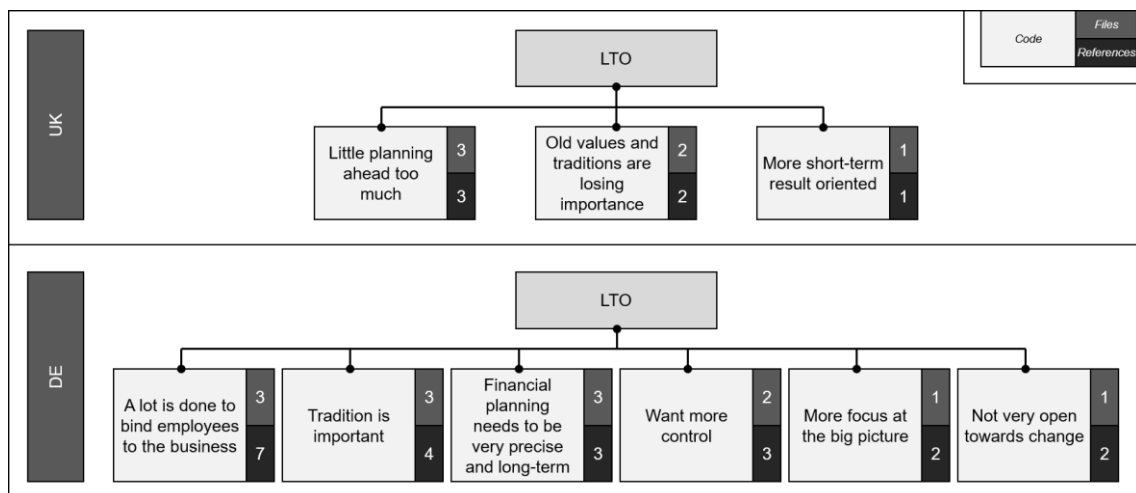 Code
Files
References
UK
LTO
Little planning
ahead too
much
3
3
Old values and
traditions are
losing
importance
2
2
More short-term
result oriented
1
1
DE
LTO
A lot is done to
bind employees
to the business
3
7
Tradition is
important
3
4
Financial
planning
needs to be
very precise
and long-term
3
3
Want more
control
2
3
More focus at
the big picture
1
2
Not very open
towards change
1
2